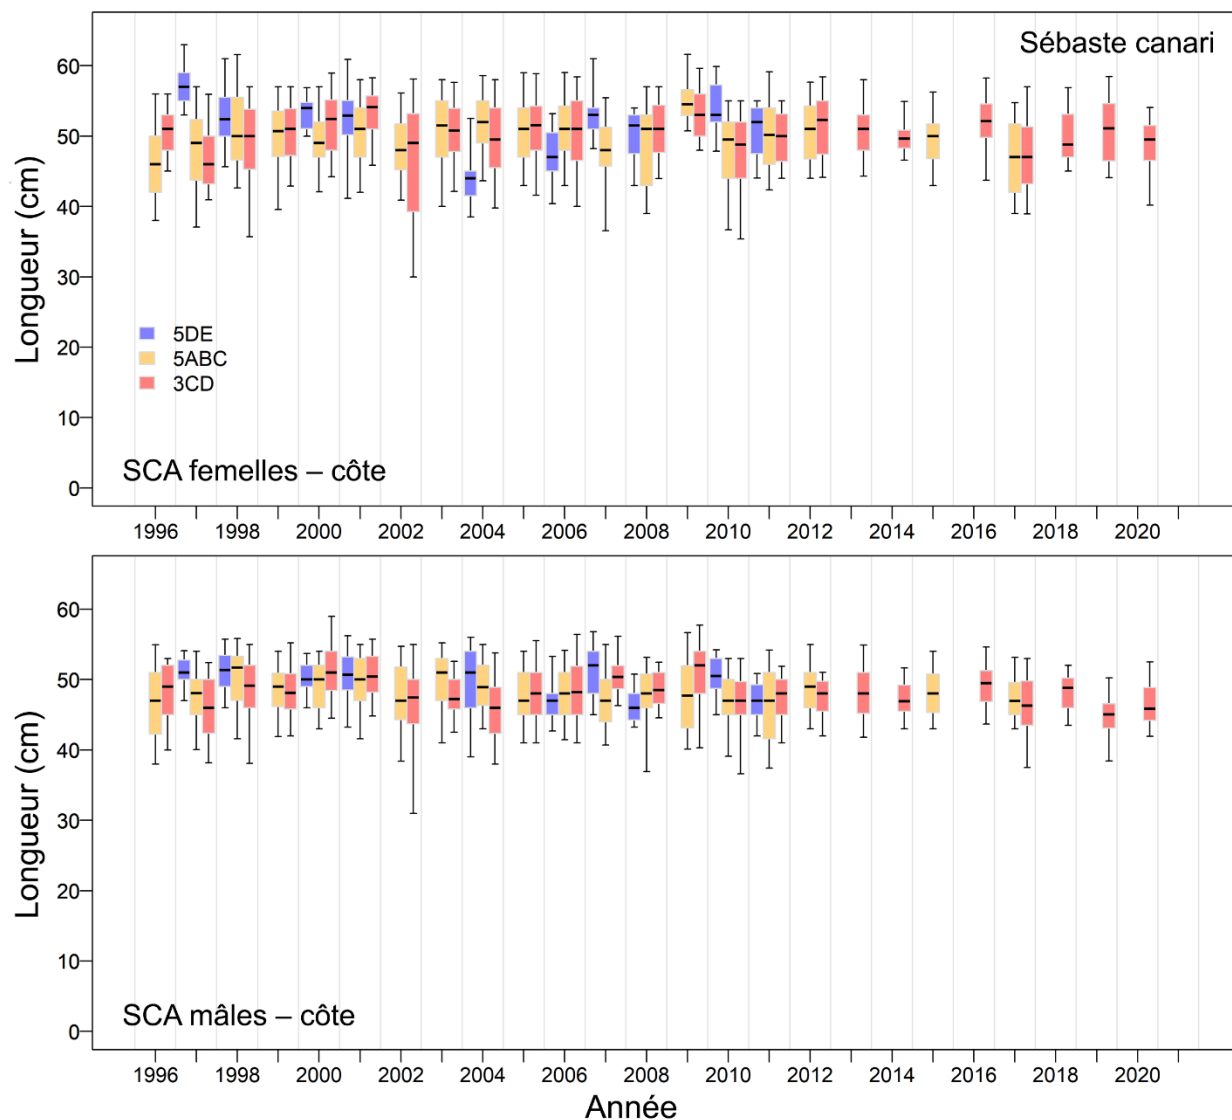 Sébaste canari
60
50
40
30
20
10
0
Longueur (cm)
5DE
5ABC
3CD
SCA femelles – côte
1996 1998 2000 2002 2004 2006 2008 2010 2012 2014 2016 2018 2020
60
50
40
30
20
10
0
Longueur (cm)
SCA mâles – côte
1996 1998 2000 2002 2004 2006 2008 2010 2012 2014 2016 2018 2020
Année